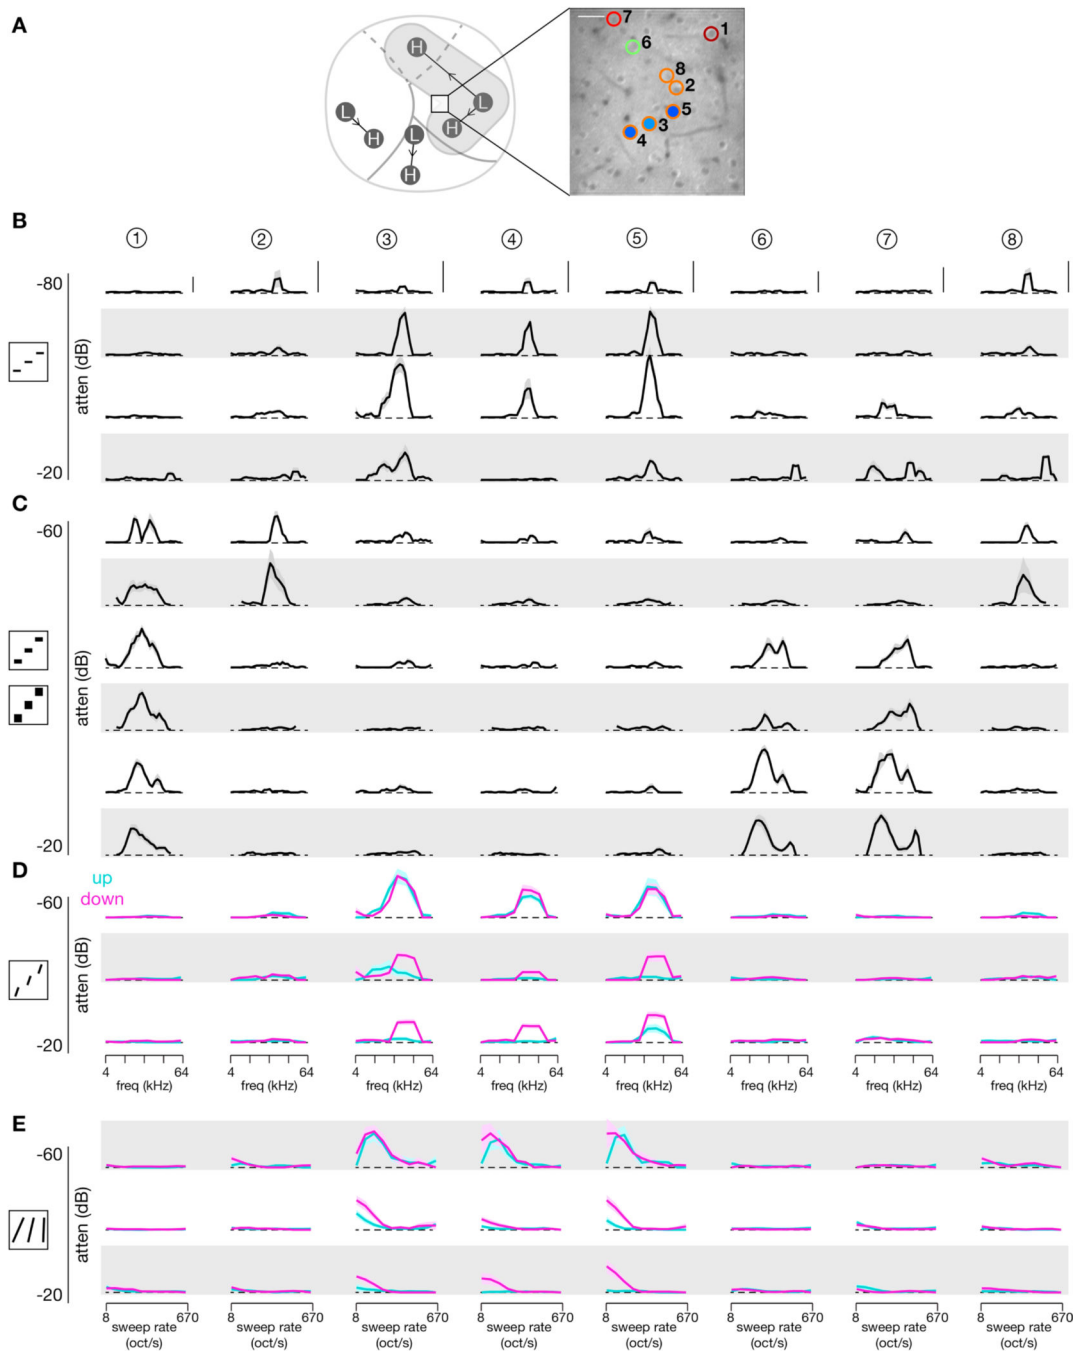 A
H
L
L
H
H
L
H
7
1
6
8
2
5
3
4
B
① ② ③ ④ ⑤ ⑥ ⑦ ⑧
-80
atten (dB)
-20
C
-60
atten (dB)
-20
D
up
down
-60
atten (dB)
-20
4 64 4 64 4 64 4 64 4 64 4 64 4 64 4 64
freq (kHz) freq (kHz) freq (kHz) freq (kHz) freq (kHz) freq (kHz) freq (kHz) freq (kHz)
E
-60
atten (dB)
-20
8 670 8 670 8 670 8 670 8 670 8 670 8 670 8 670
sweep rate sweep rate sweep rate sweep rate sweep rate sweep rate sweep rate sweep rate
(oct/s) (oct/s) (oct/s) (oct/s) (oct/s) (oct/s) (oct/s) (oct/s)